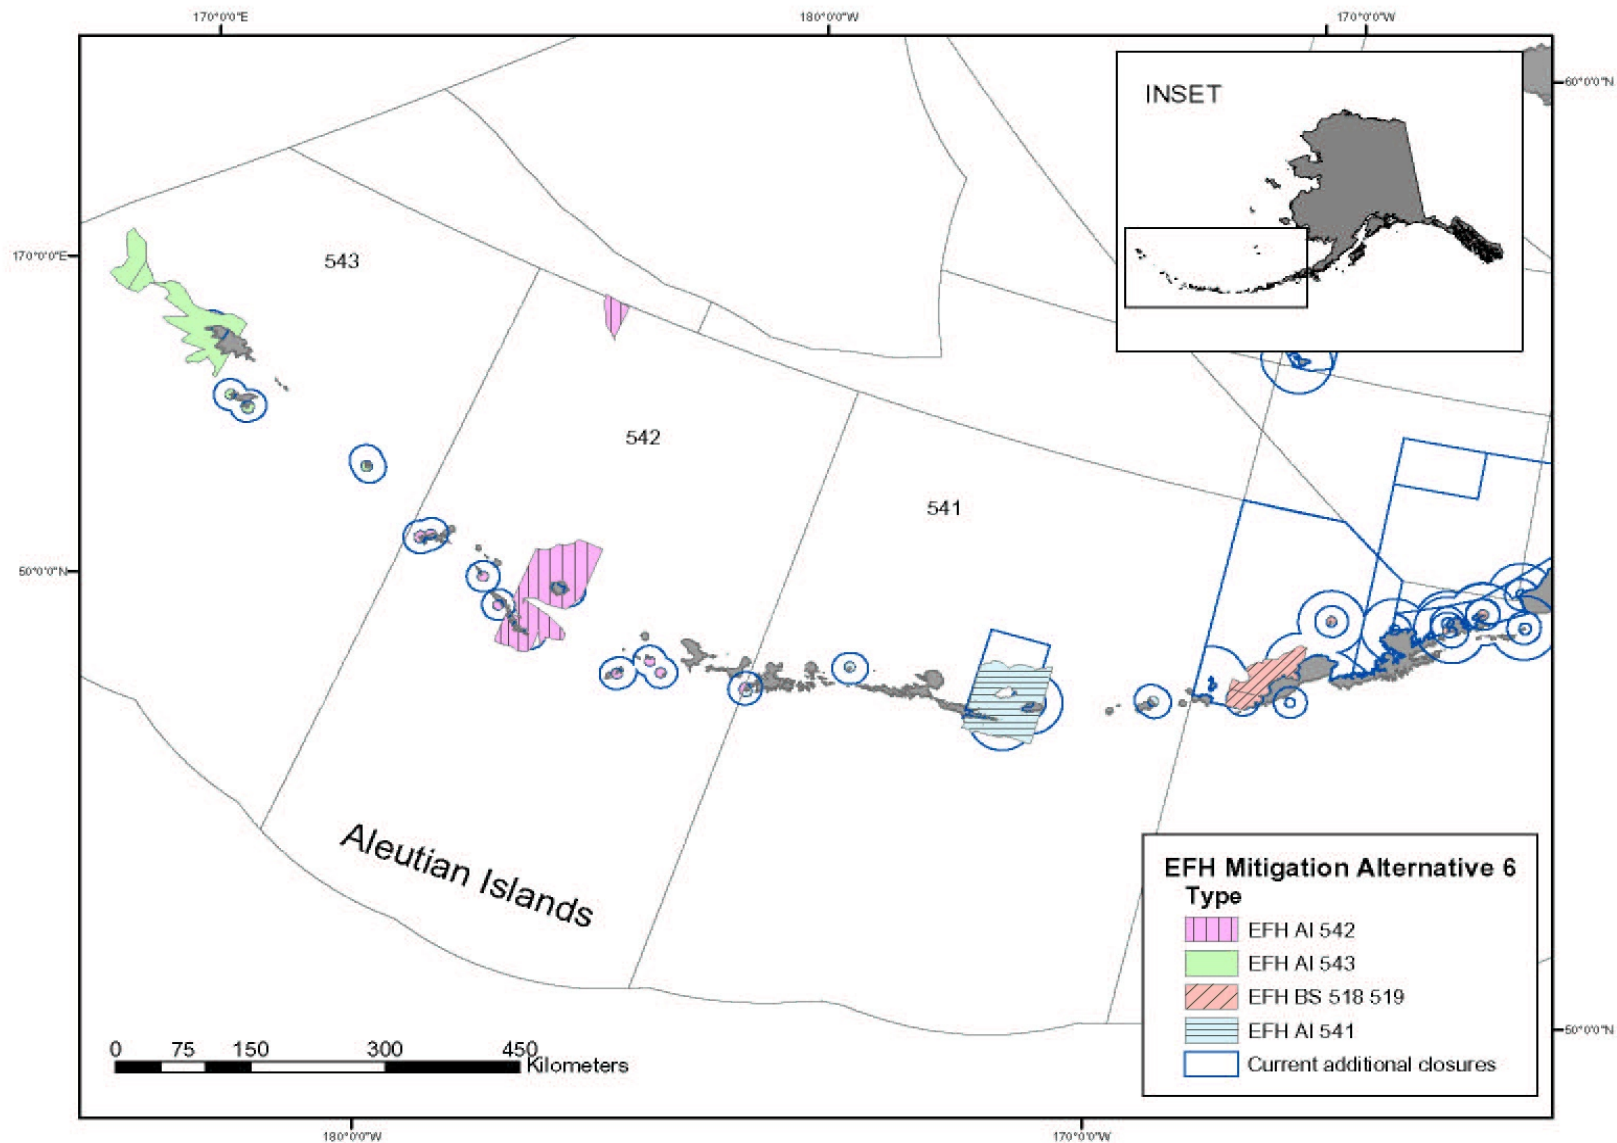 170°0'0"E
180°0'0"W
170°0'0"W
60°0'0"N
INSET
170°0'0"E
543
542
541
50°0'0"N
Aleutian Islands
EFH Mitigation Alternative 6
Type
EFH AI 542
EFH AI 543
EFH BS 518 519
EFH AI 541
Current additional closures
50°0'0"N
0 75 150 300 450
Kilometers
180°0'0"W
170°0'0"W